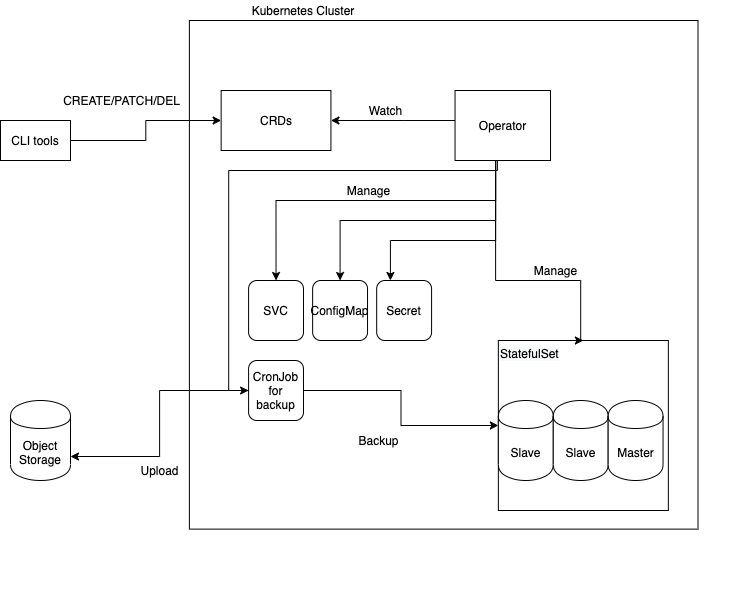 Kubernetes Cluster
CREATE/PATCH/DEL
CLI tools
CRDs
Watch
Operator
Manage
Manage
SVC
ConfigMap
Secret
StatefulSet
CronJob
for
backup
Slave
Slave
Master
Backup
Object
Storage
Upload